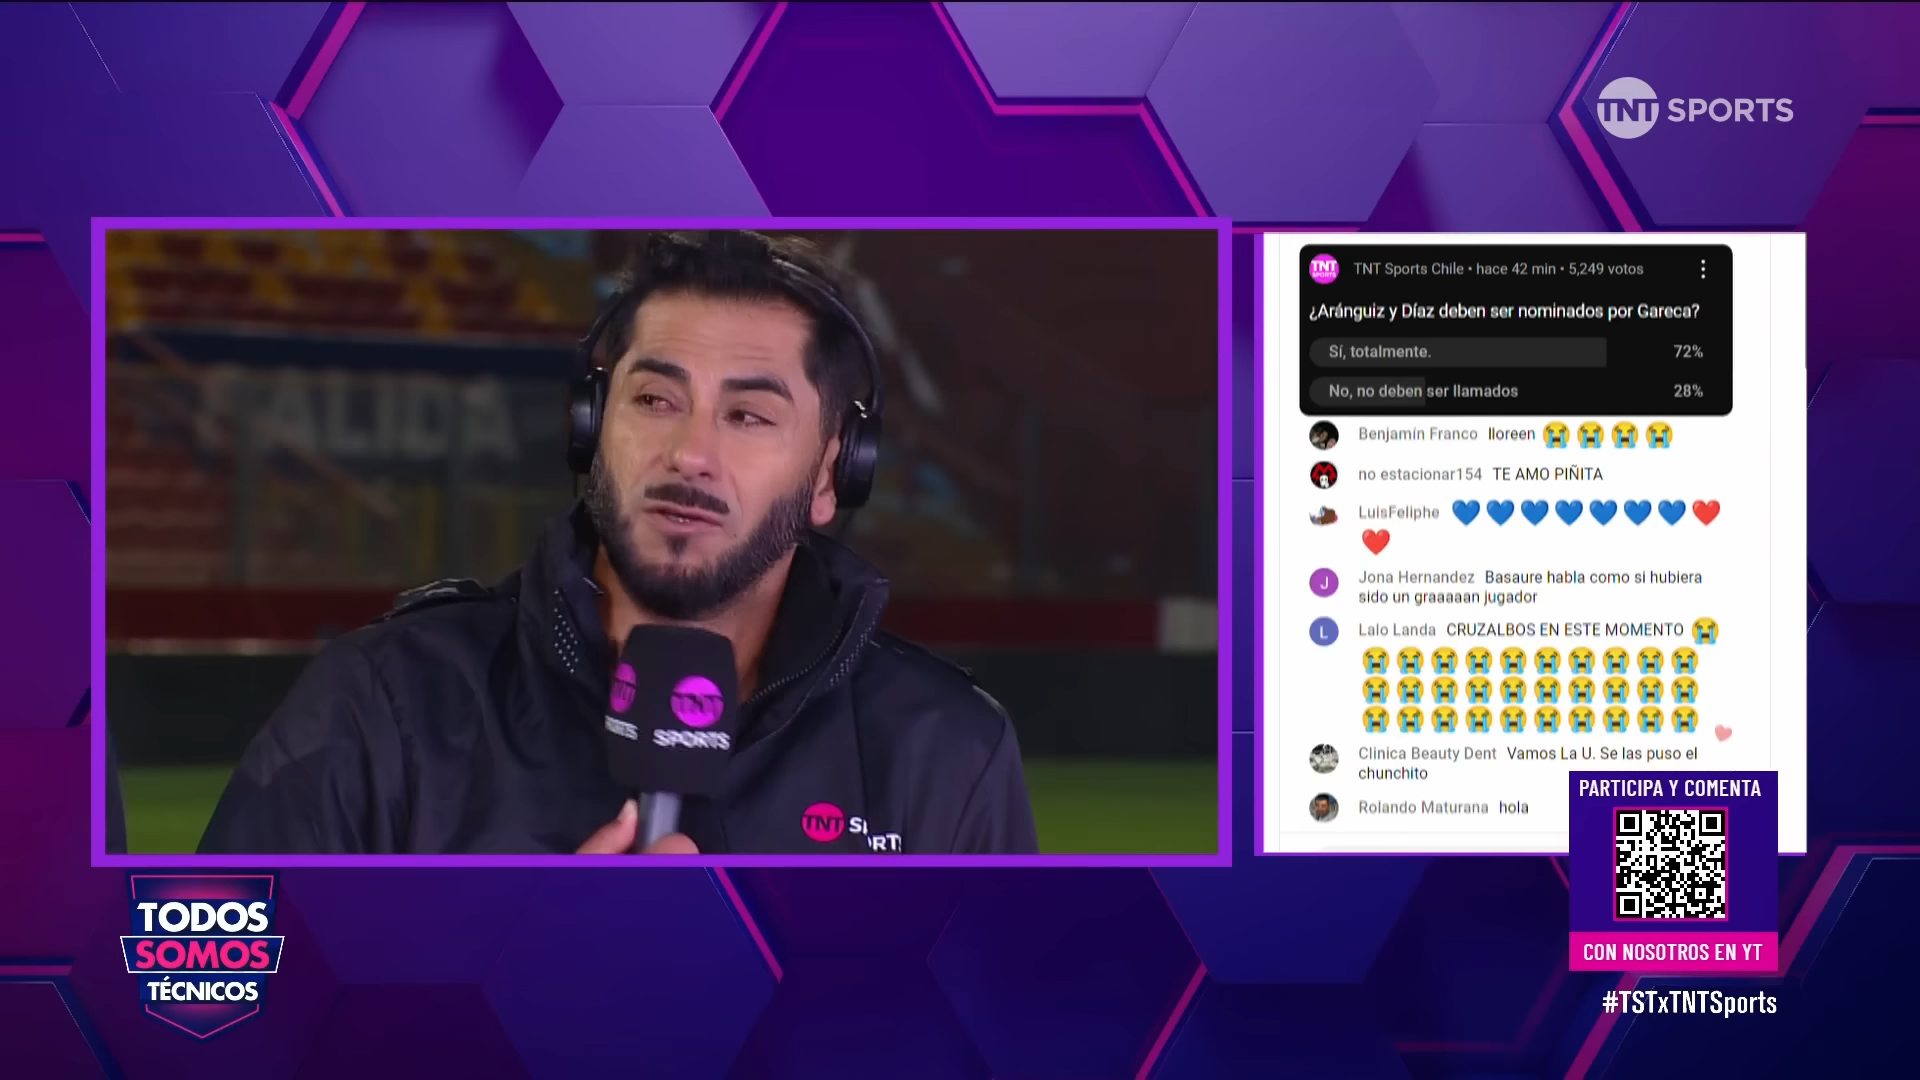 TNT SPORTS
ALIDA
TNT
SPORTS
TNT SPORTS
TNT SPORTS Chile • hace 42 min • 5,249 votos
¿Aránguiz y Díaz deben ser nominados por Gareca?
Sí, totalmente. 72%
No, no deben ser llamados 28%
Benjamín Franco lloreen 😭😭😭😭
no estacionar154 TE AMO PIÑITA
LuisFeliphe 💙💙💙💙💙💙💙❤️
❤️
J
Jona Hernandez Basaure habla como si hubiera
sido un graaaaan jugador
L
Lalo Landa CRUZALBOS EN ESTE MOMENTO 😭
😭😭😭😭😭😭😭😭😭😭
😭😭😭😭😭😭😭😭😭😭
😭😭😭😭😭😭😭😭😭😭
Clinica Beauty Dent Vamos La U. Se las puso el
chunchito
Rolando Maturana hola
PARTICIPA Y COMENTA
CON NOSOTROS EN YT
#TSTxTNTSports
TODOS
SOMOS
TÉCNICOS